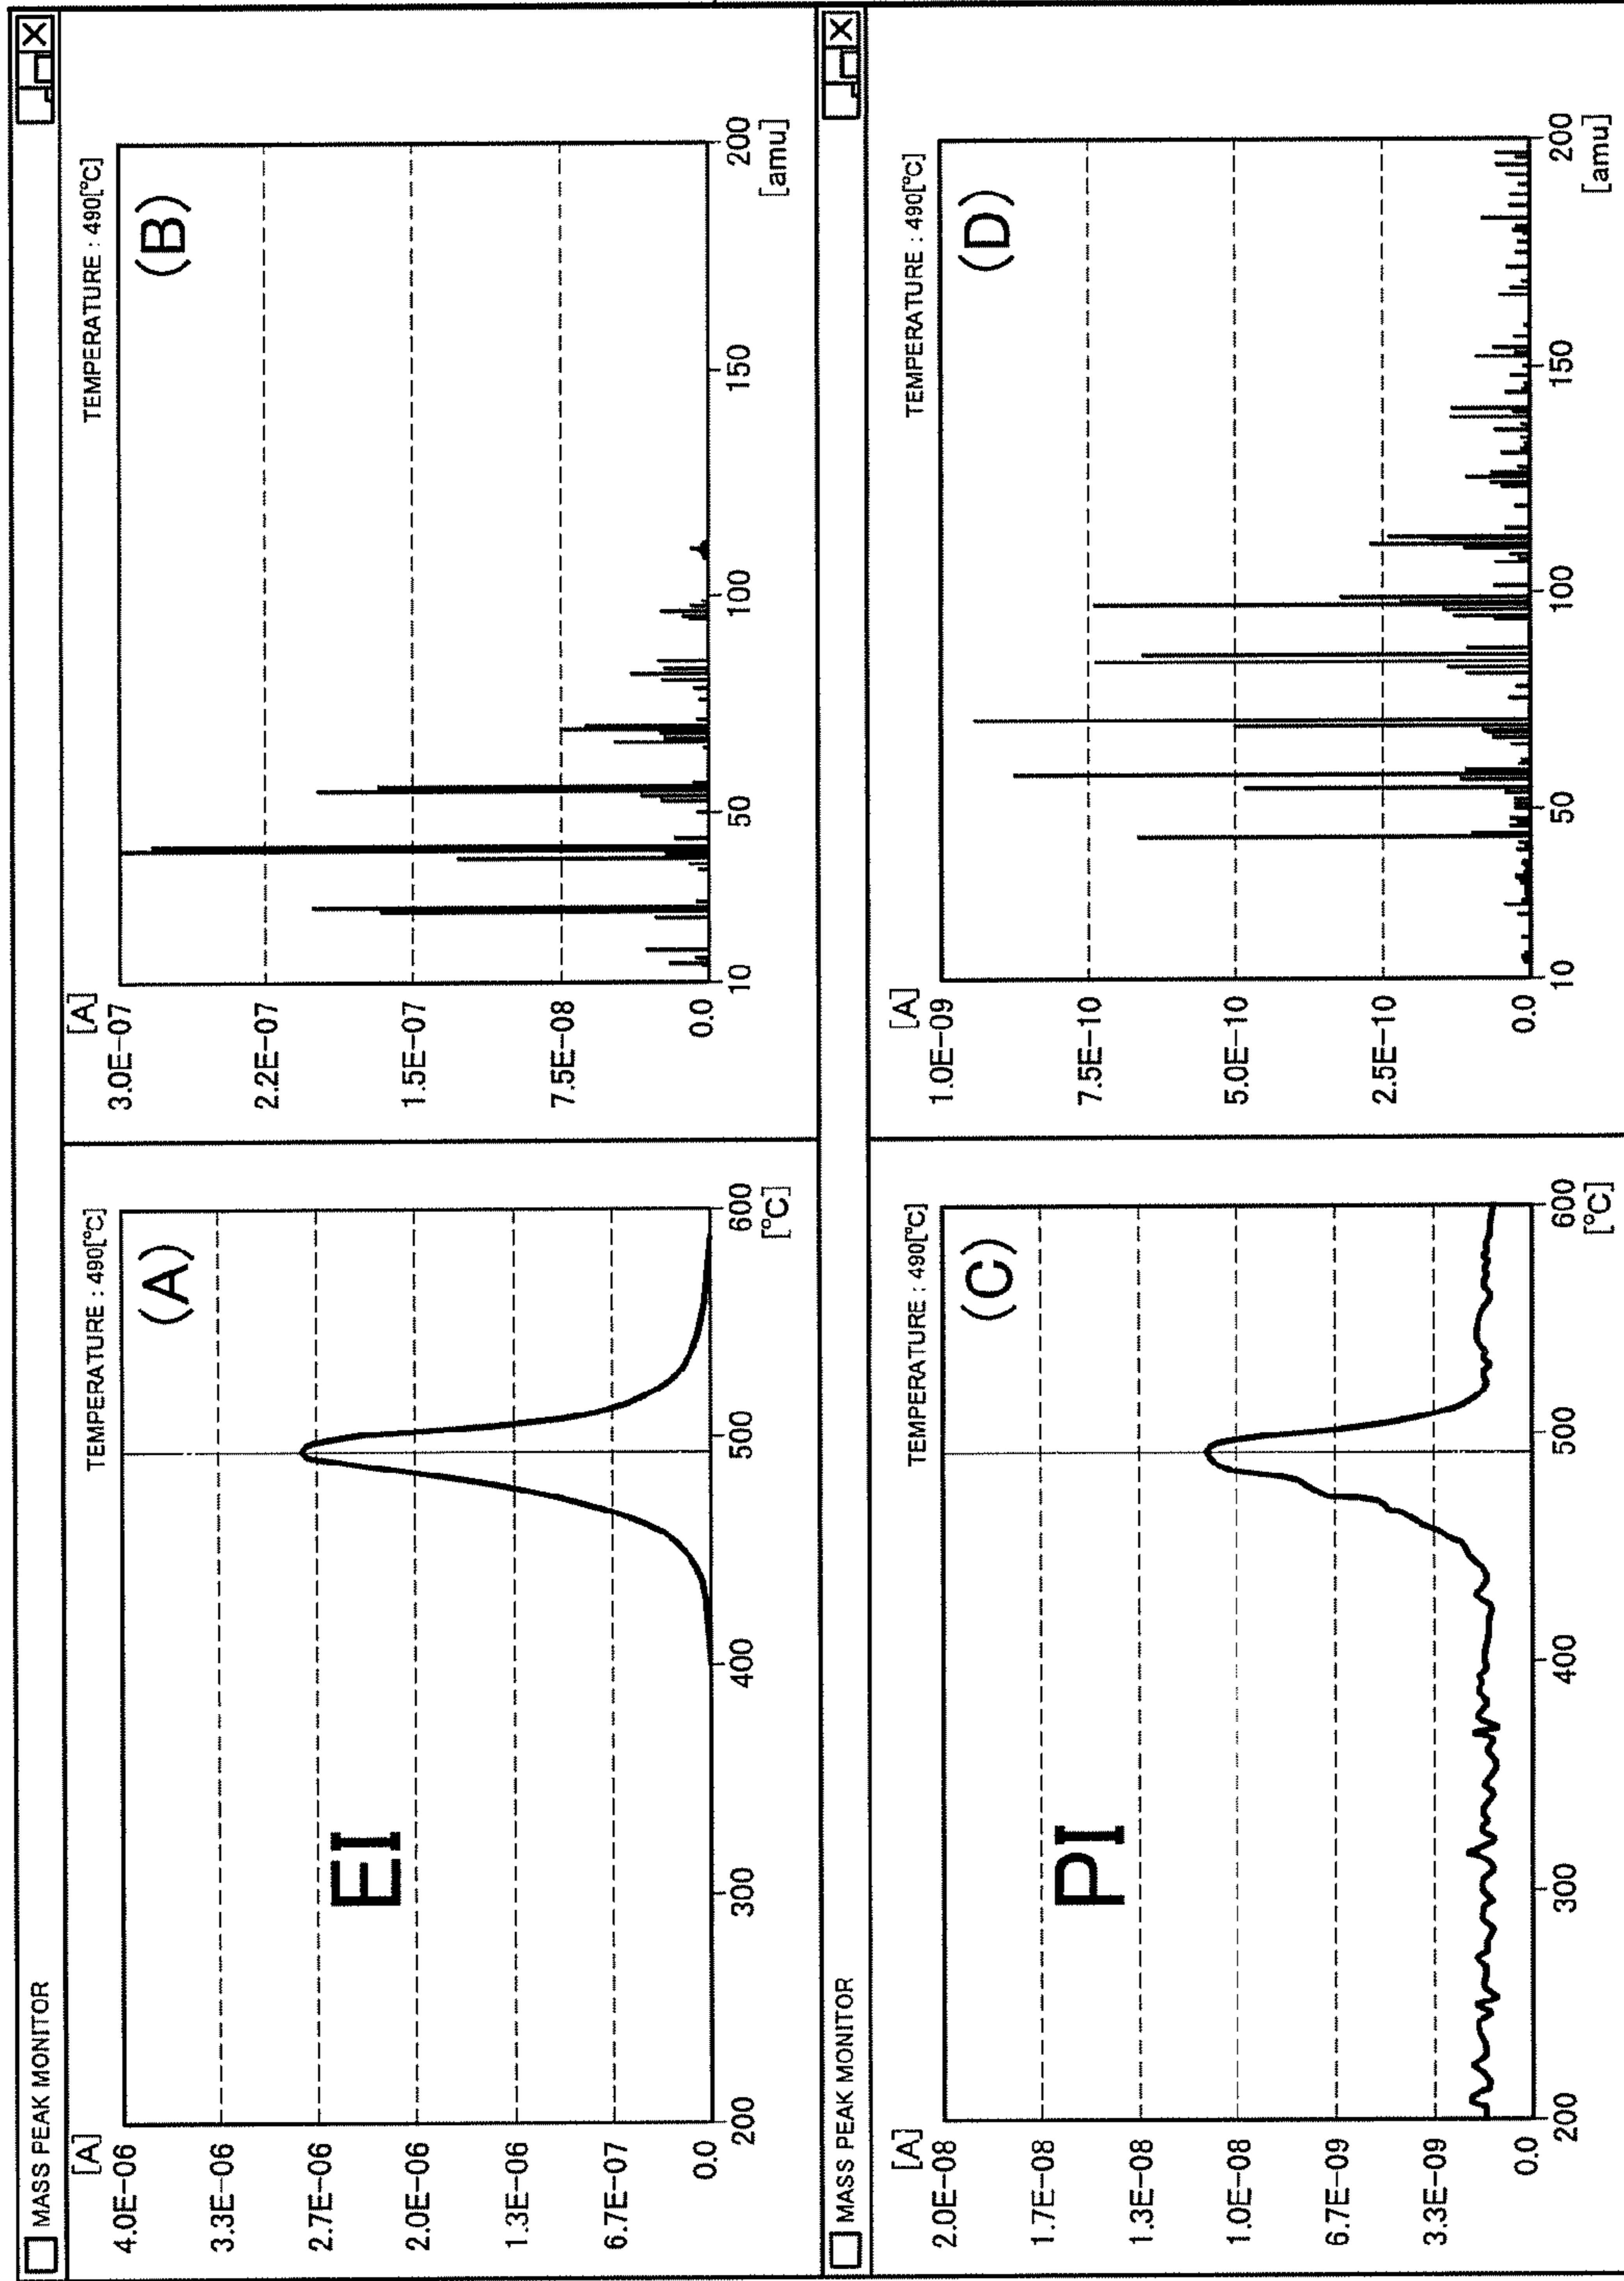 MASS PEAK MONITOR
TEMPERATURE : 490[°C]
[A]
4.0E-06
3.3E-06
2.7E-06
2.0E-06
1.3E-06
6.7E-07
0.0
200
300
400
500
600
[°C]
EI
(A)
TEMPERATURE : 490[°C]
[A]
3.0E-07
2.2E-07
1.5E-07
7.5E-08
0.0
10
50
100
150
200
[amu]
(B)
MASS PEAK MONITOR
TEMPERATURE : 490[°C]
[A]
2.0E-08
1.7E-08
1.3E-08
1.0E-08
6.7E-09
3.3E-09
0.0
200
300
400
500
600
[°C]
PI
(C)
TEMPERATURE : 490[°C]
[A]
1.0E-09
7.5E-10
5.0E-10
2.5E-10
0.0
10
50
100
150
200
[amu]
(D)